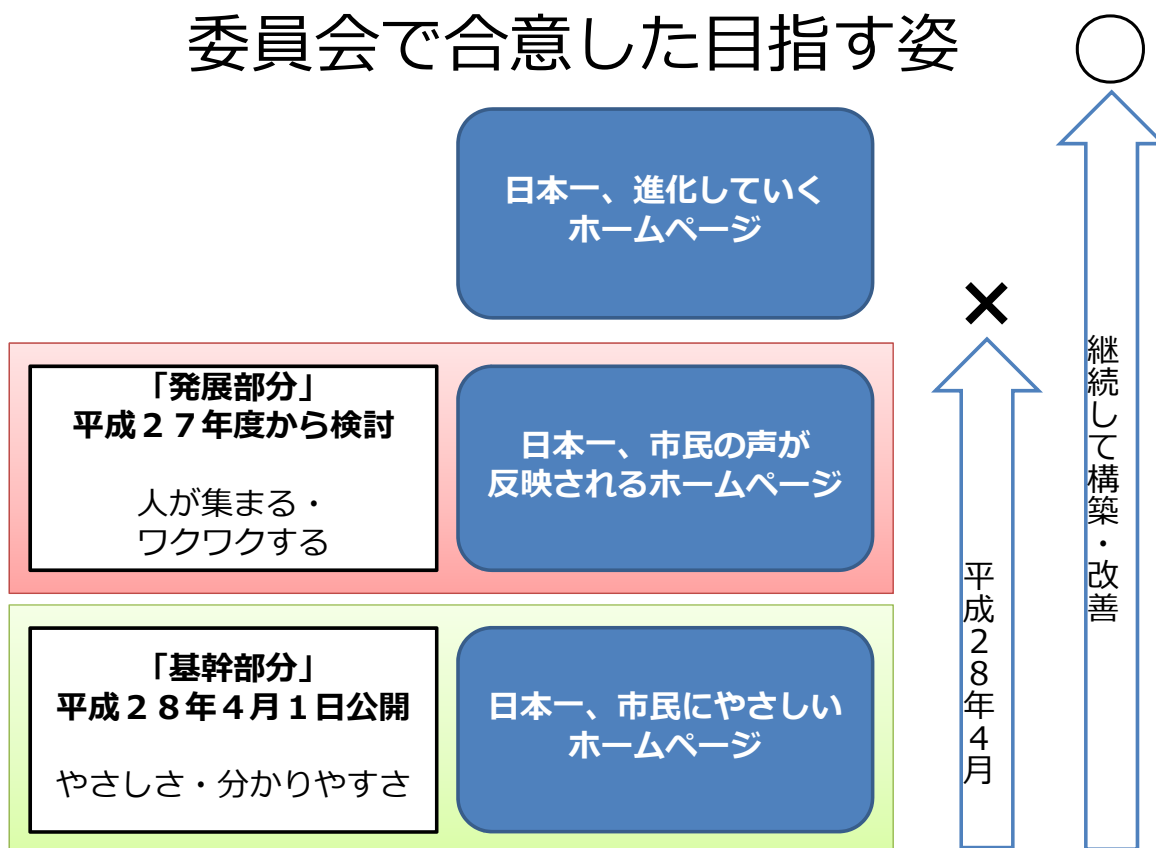 委員会で合意した目指す姿
○
日本一、進化していく
ホームページ
×
「発展部分」
平成２７年度から検討
人が集まる・
ワクワクする
日本一、市民の声が
反映されるホームページ
「基幹部分」
平成２８年４月１日公開
やさしさ・分かりやすさ
日本一、市民にやさしい
ホームページ
平成２８年４月
継続して構築・改善